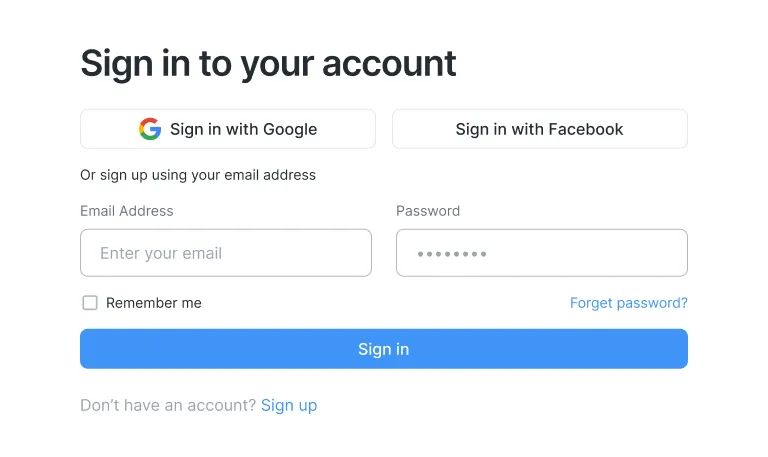 Sign in to your account
Sign in with Google
Sign in with Facebook
Or sign up using your email address
Email Address
Password
Enter your email
••••••••
Remember me
Forget password?
Sign in
Don’t have an account? Sign up